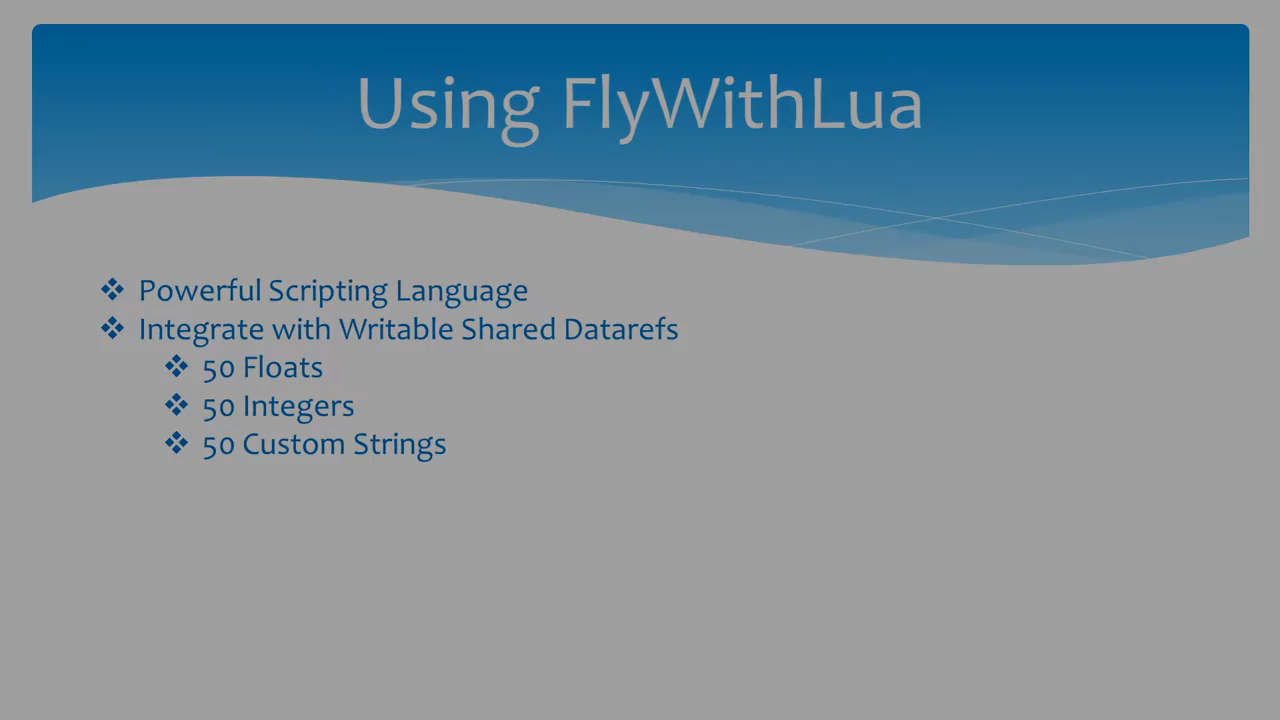 Using FlyWithLua
❖ Powerful Scripting Language
❖ Integrate with Writable Shared Datarefs
❖ 50 Floats
❖ 50 Integers
❖ 50 Custom Strings